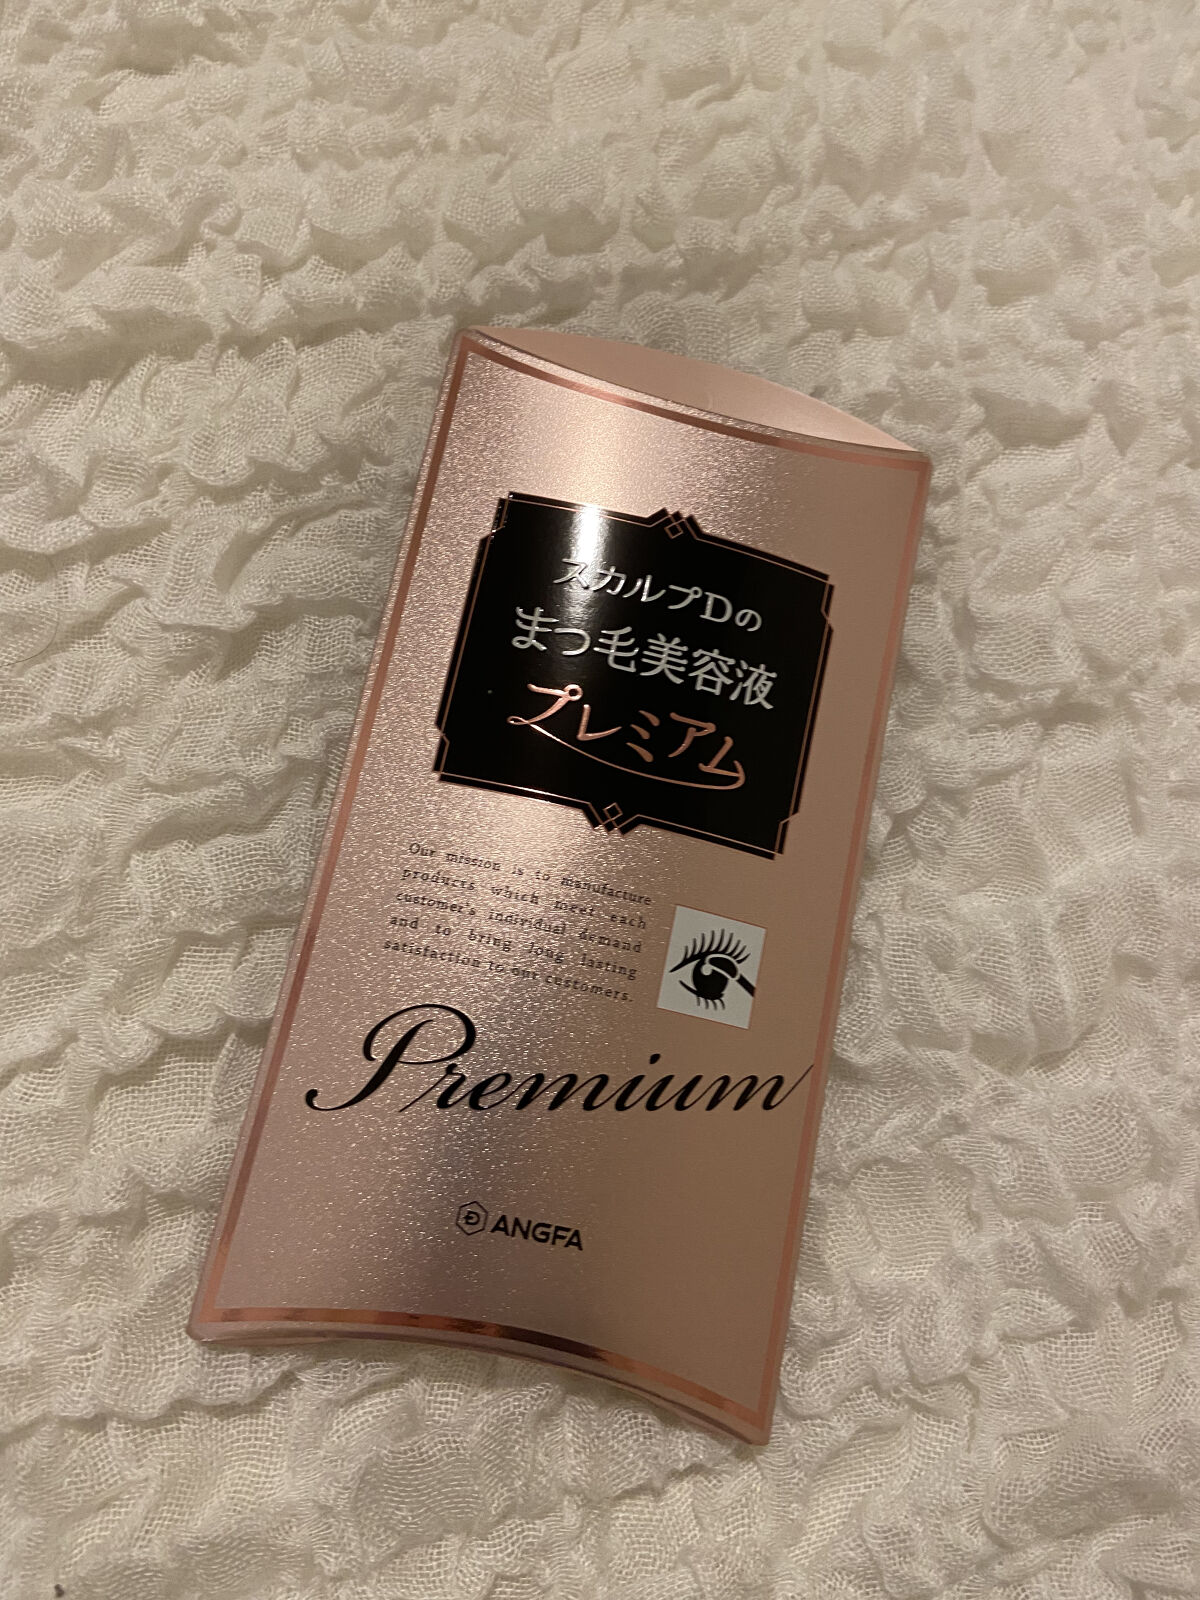 スカルプDの
まつ毛美容液
プレミアム
Our mission is to manufacture
products which meet each
customer's individual demand
and to bring long lasting
satisfaction to our customers.
Premium
ANGFA